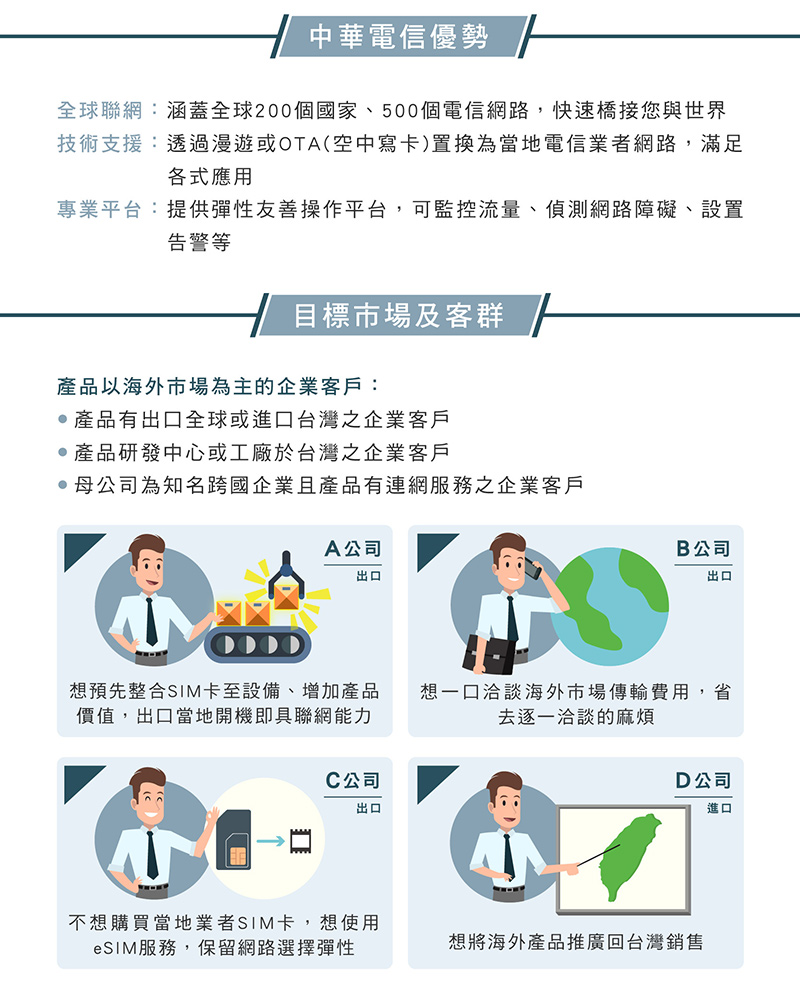 中華電信優勢
全球聯網：涵蓋全球200個國家、500個電信網路，快速橋接您與世界
技術支援：透過漫遊或OTA(空中寫卡)置換為當地電信業者網路，滿足
各式應用
專業平台：提供彈性友善操作平台，可監控流量、偵測網路障礙、設置
告警等
目標市場及客群
產品以海外市場為主的企業客戶：
• 產品有出口全球或進口台灣之企業客戶
• 產品研發中心或工廠於台灣之企業客戶
• 母公司為知名跨國企業且產品有連網服務之企業客戶
A公司
出口
想預先整合SIM卡至設備、增加產品
價值，出口當地開機即具聯網能力
B公司
出口
想一口洽談海外市場傳輸費用，省
去逐一洽談的麻煩
C公司
出口
不想購買當地業者SIM卡，想使用
eSIM服務，保留網路選擇彈性
D公司
進口
想將海外產品推廣回台灣銷售